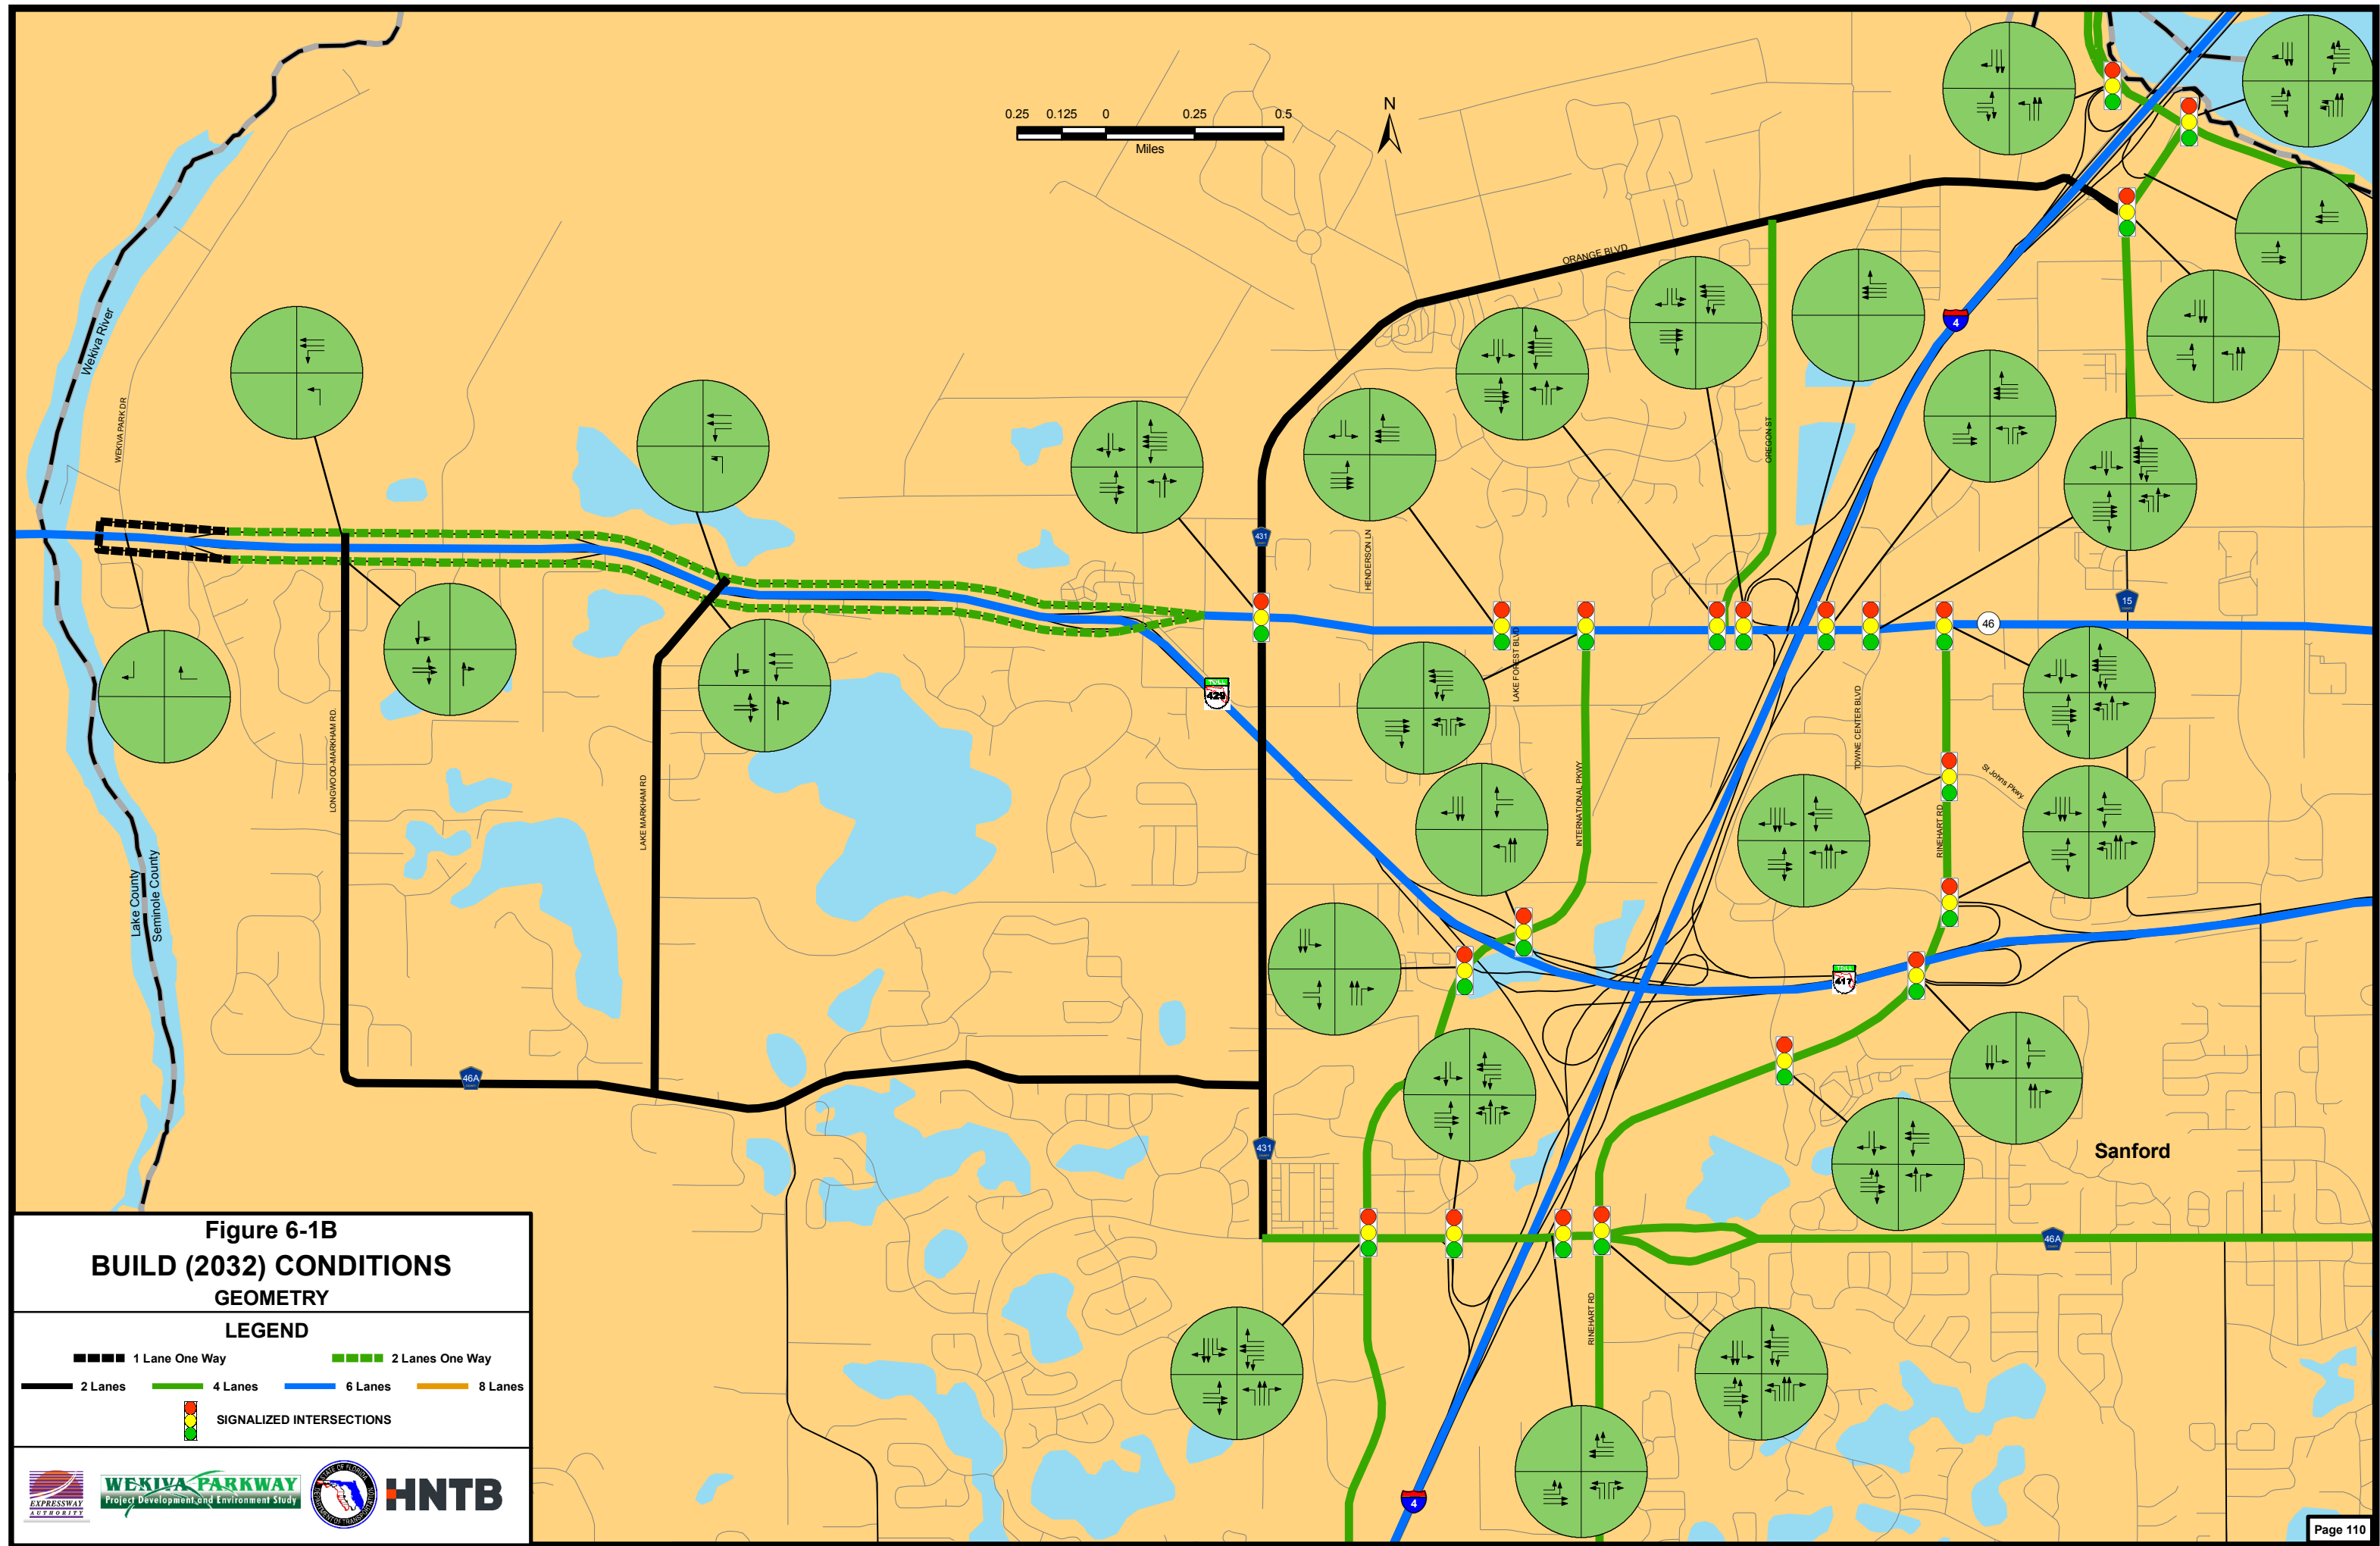 0.25 0.125 0 0.25 0.5
Miles
N
ORANGE BLVD
4
Wekiva River
WEKIVA PARK DR
OREGON ST
431
HENDERSON LN
15
46
LAKE FOREST BLVD
TOLL
429
LONGWOOD-MARKHAM RD.
LAKE MARKHAM RD
INTERNATIONAL PKWY
TOWNE CENTER BLVD
St Johns Pkwy
RINEHART RD
Lake County
Seminole County
TOLL
417
46A
431
Sanford
46A
RINEHART RD
4
Figure 6-1B
BUILD (2032) CONDITIONS
GEOMETRY
LEGEND
1 Lane One Way
2 Lanes One Way
2 Lanes
4 Lanes
6 Lanes
8 Lanes
SIGNALIZED INTERSECTIONS
EXPRESSWAY
AUTHORITY
WEKIVA PARKWAY
Project Development and Environment Study
HNTB
Page 110